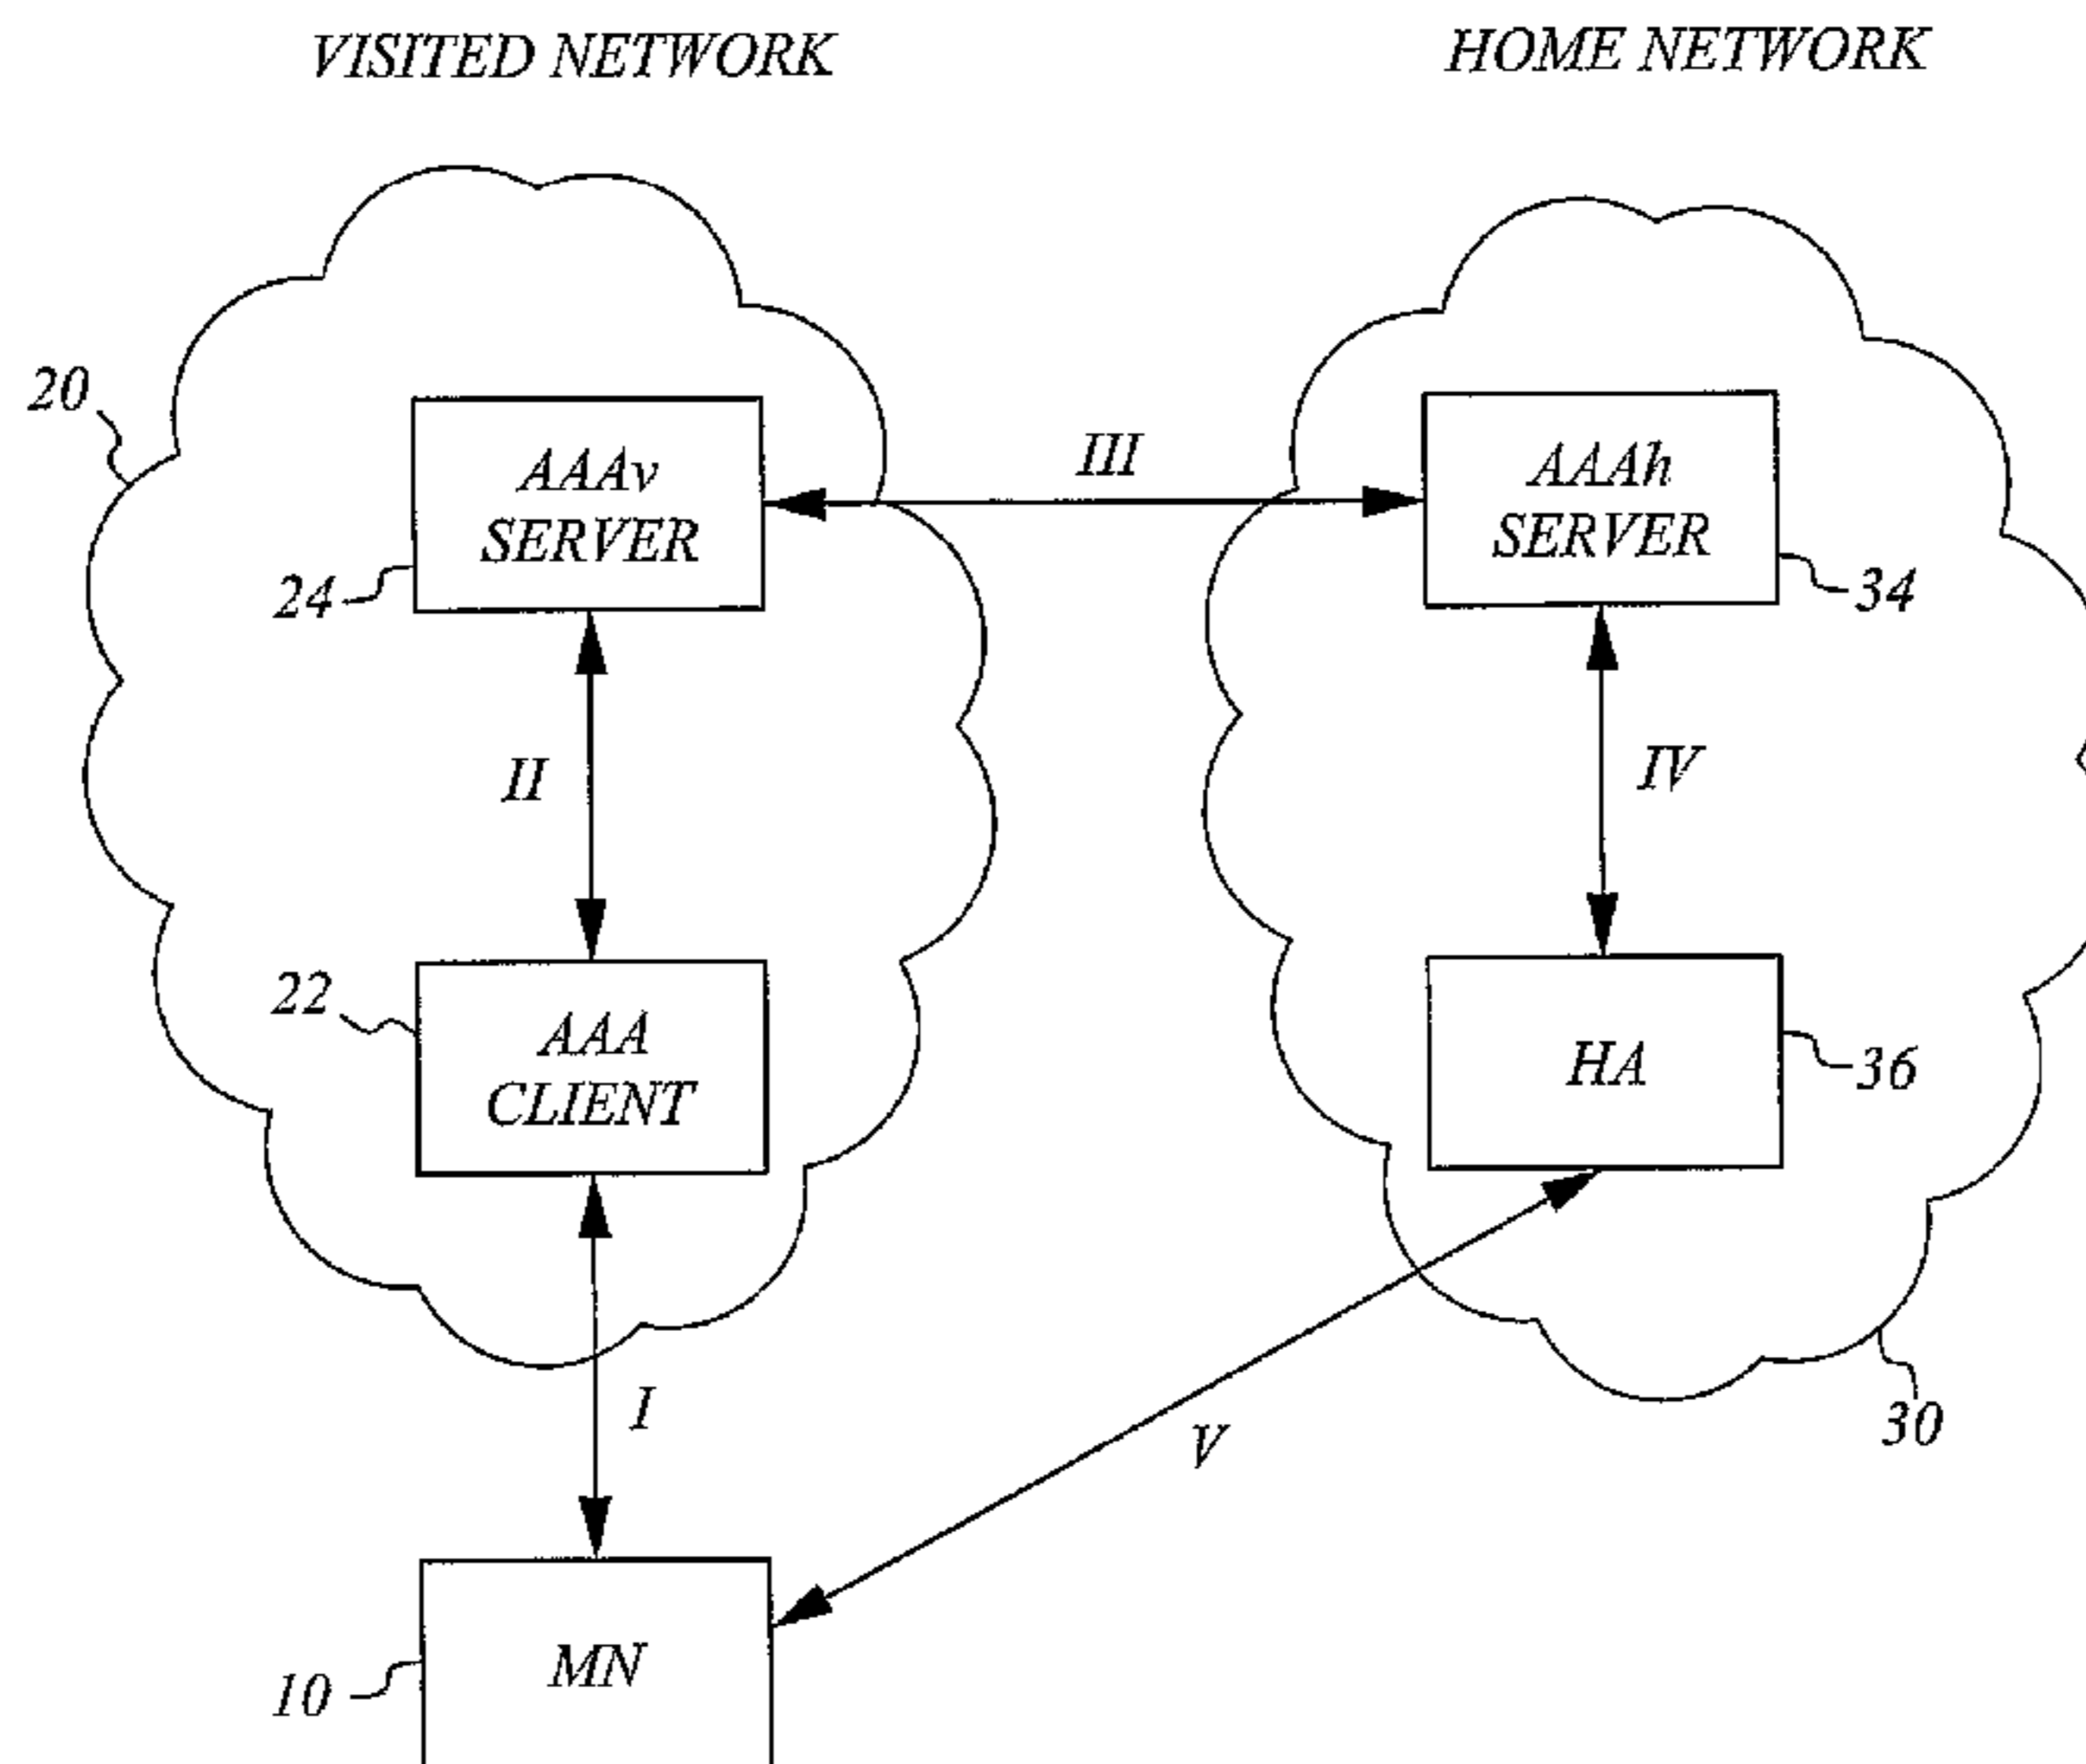 VISITED NETWORK
HOME NETWORK
20
AAAv
SERVER
24
III
AAAh
SERVER
34
II
IV
22
AAA
CLIENT
HA
36
I
V
30
MN
10